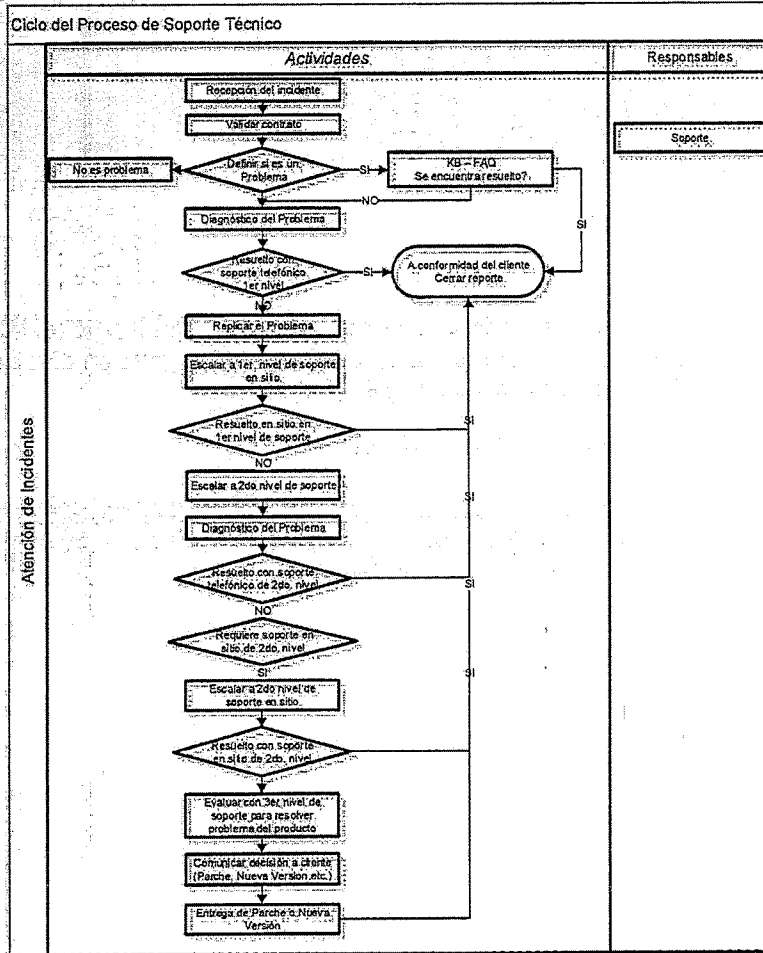 Ciclo del Proceso de Soporte Técnico
Actividades
Responsables
Atención de Incidentes
Recepción del incidente
Validar contrato
Soporte
Definir si es un
Problema
No es problema
SI
KB – FAQ
Se encuentra resuelto?
NO
SI
Diagnóstico del Problema
Resuelto con
soporte telefónico
1er nivel
SI
A conformidad del cliente
Cerrar reporte
NO
Replicar el Problema
Escalar a 1er. nivel de soporte
en sitio.
Resuelto en sitio en
1er nivel de soporte
SI
NO
Escalar a 2do nivel de soporte
SI
Diagnóstico del Problema
Resuelto con soporte
telefónico de 2do. nivel
SI
NO
Requiere soporte en
sitio de 2do. nivel
SI
SI
Escalar a 2do nivel de
soporte en sitio.
Resuelto con soporte
en sitio de 2do. nivel
Evaluar con 3er nivel de
soporte para resolver
problema del producto
Comunicar decisión a cliente
(Parche, Nueva Version etc.)
Entrega de Parche o Nueva
Versión